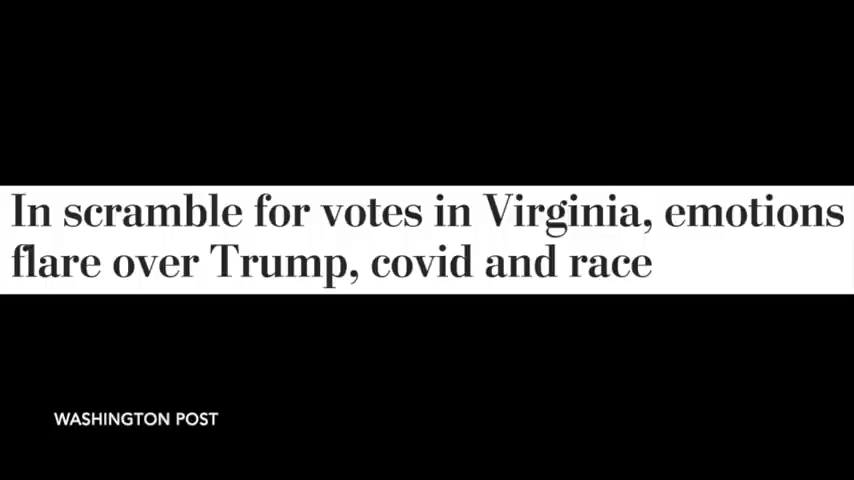 In scramble for votes in Virginia, emotions
flare over Trump, covid and race
WASHINGTON POST